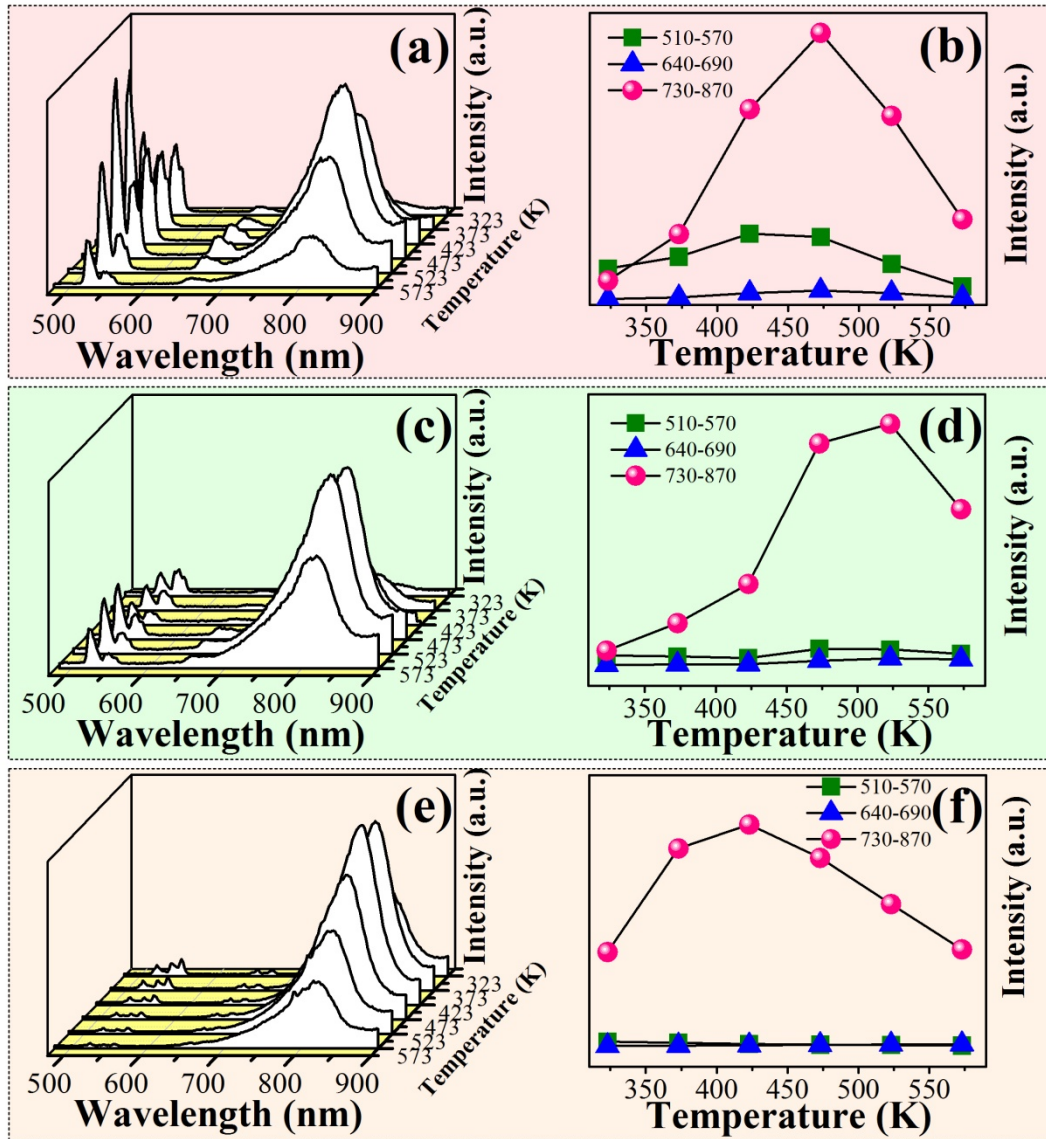 (a)
Intensity (a.u.)
323
373
423
473
523
573
Temperature (K)
500 600 700 800 900
Wavelength (nm)
510-570
640-690
730-870
(b)
Intensity (a.u.)
350 400 450 500 550
Temperature (K)
(c)
Intensity (a.u.)
323
373
423
473
523
573
Temperature (K)
500 600 700 800 900
Wavelength (nm)
510-570
640-690
730-870
(d)
Intensity (a.u.)
350 400 450 500 550
Temperature (K)
(e)
Intensity (a.u.)
323
373
423
473
523
573
Temperature (K)
500 600 700 800 900
Wavelength (nm)
510-570
640-690
730-870
(f)
Intensity (a.u.)
350 400 450 500 550
Temperature (K)